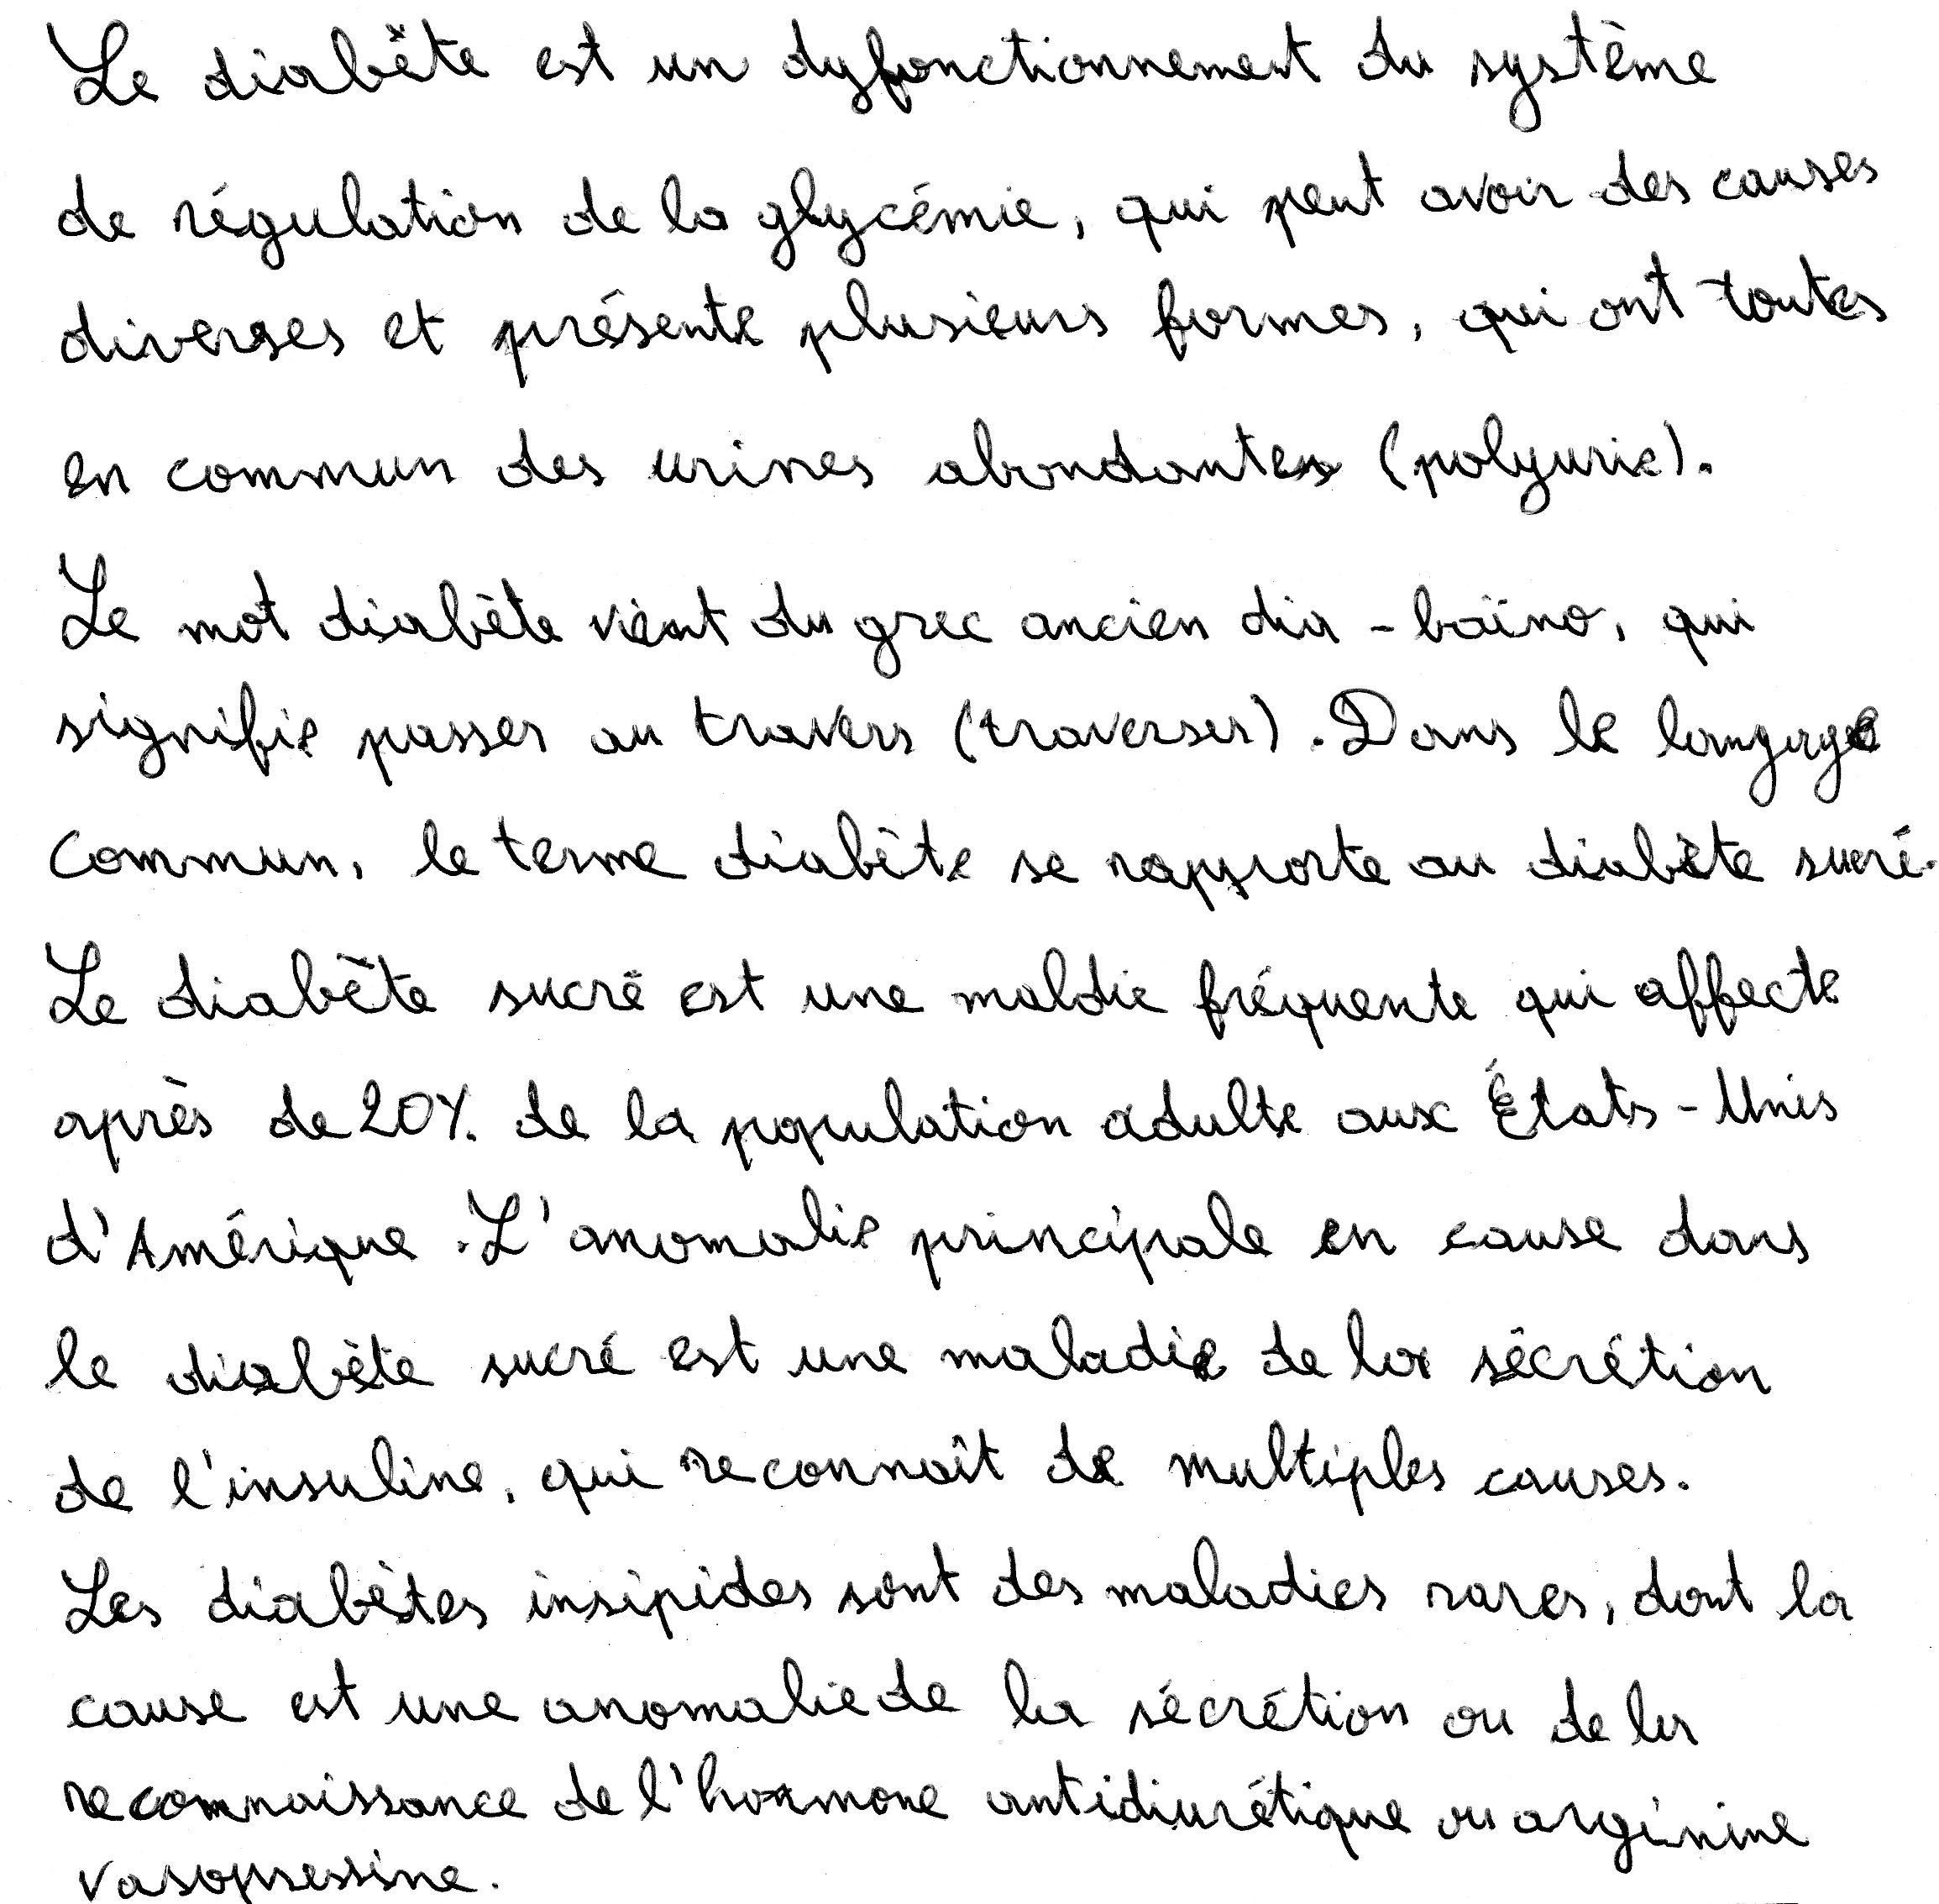 Le diabète est un dyfonctionnement du système
de régulation de la glycémie, qui peut avoir des causes
diverses et présente plusieurs formes, qui ont toutes
en commun des urines abondantes (polyurie).
Le mot diabète vient du grec ancien dia - baïno, qui
signifie passer au travers (traverser). Dans le langage
commun, le terme diabète se rapporte au diabète sucré.
Le diabète sucré est une maldie fréquente qui affecte
après de 20% de la population adulte aux États - Unis
d'Amérique. L'anomalie principale en cause dans
le diabète sucré est une maladie de la sécrétion
de l'insuline, qui reconnaît de multiples causes.
Les diabètes insipides sont des maladies rares, dont la
cause est une anomalie de la sécrétion ou de la
reconnaissance de l'hormone antidiurétique ou arginine
vasopressine.